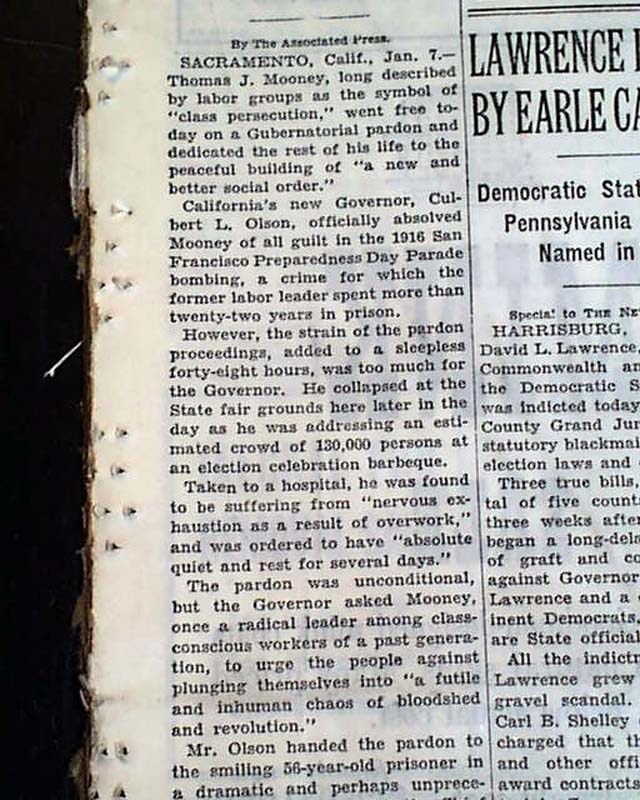 By The Associated Press.
SACRAMENTO, Calif., Jan. 7.—
Thomas J. Mooney, long described
by labor groups as the symbol of
"class persecution," went free to-
day on a Gubernatorial pardon and
dedicated the rest of his life to the
peaceful building of "a new and
better social order."
California's new Governor, Cul-
bert L. Olson, officially absolved
Mooney of all guilt in the 1916 San
Francisco Preparedness Day Parade
bombing, a crime for which the
former labor leader spent more than
twenty-two years in prison.
However, the strain of the pardon
proceedings, added to a sleepless
forty-eight hours, was too much for
the Governor. He collapsed at the
State fair grounds here later in the
day as he was addressing an esti-
mated crowd of 130,000 persons at
an election celebration barbeque.
Taken to a hospital, he was found
to be suffering from "nervous ex-
haustion as a result of overwork,"
and was ordered to have "absolute
quiet and rest for several days."
The pardon was unconditional,
but the Governor asked Mooney,
once a radical leader among class-
conscious workers of a past genera-
tion, to urge the people against
plunging themselves into "a futile
and inhuman chaos of bloodshed
and revolution."
Mr. Olson handed the pardon to
the smiling 56-year-old prisoner in
a dramatic and perhaps unprece-
LAWRENCE
BY EARLE CA
Democratic Stat
Pennsylvania
Named in
Special to THE NE
HARRISBURG,
David L. Lawrence,
Commonwealth an
the Democratic S
was indicted today
County Grand Jur
statutory blackmai
election laws and
Three true bills,
tal of five counts
three weeks after
began a long-dela
of graft and co
against Governor
Lawrence and a
inent Democrats,
are State official
All the indictm
Lawrence grew
gravel scandal.
Carl B. Shelley
charged that th
and other offi
award contracts